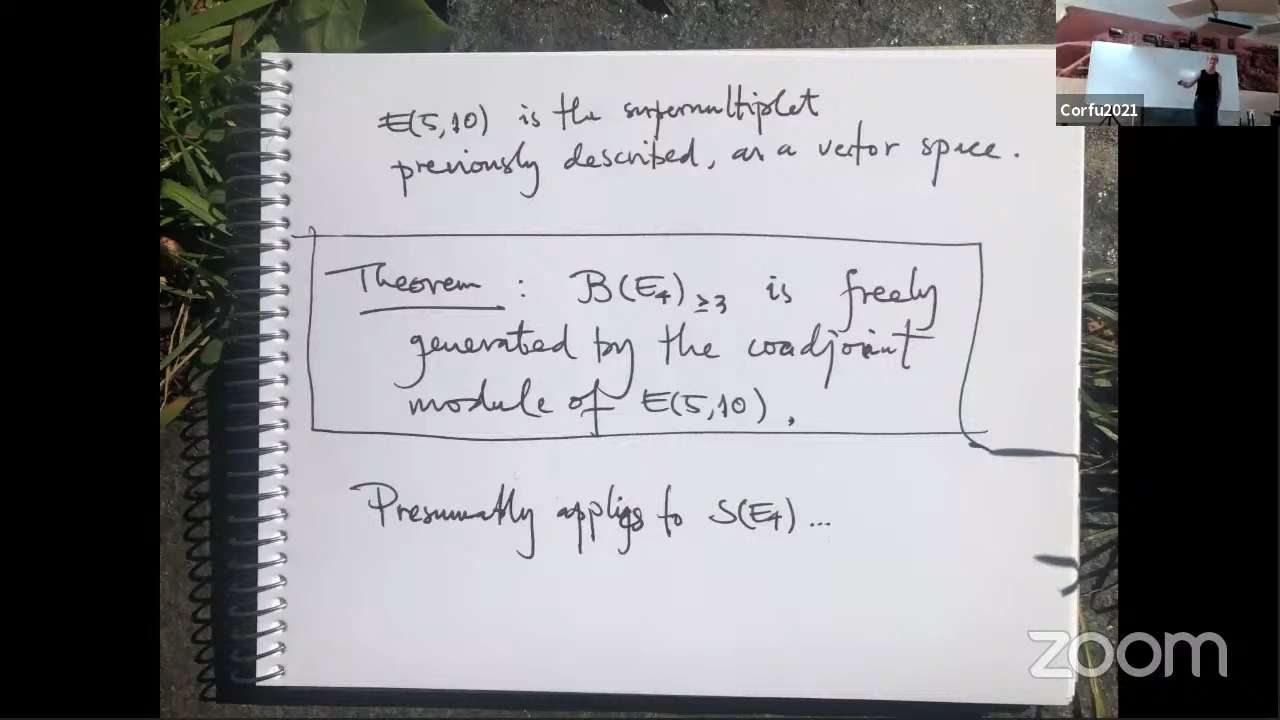 E(5,10) is the supermultiplet
previously described, as a vector space.
Corfu2021
Theorem : B(E₄)≥3 is freely
generated by the coadjoint
module of E(5,10).
Presumably applies to S(E₄)...
zoom